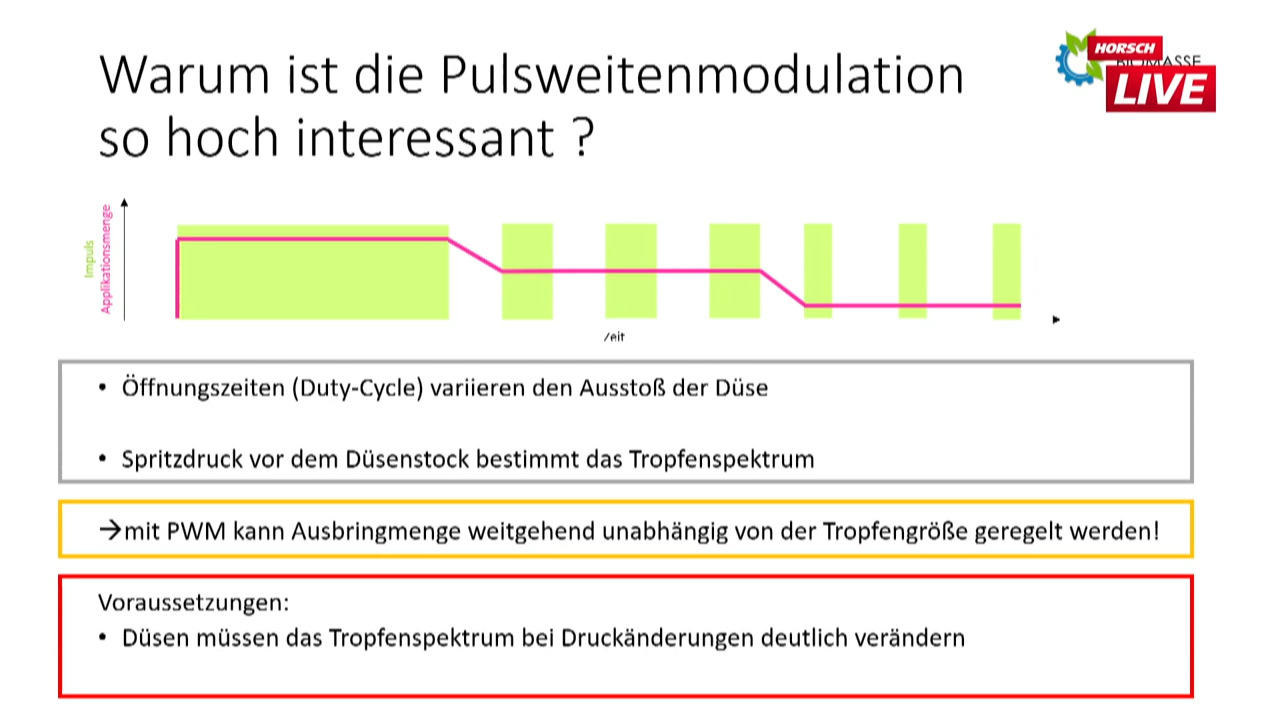 Warum ist die Pulsweitenmodulation
so hoch interessant ?
HORSCH
LIVE
Impuls
Applikationsmenge
• Öffnungszeiten (Duty-Cycle) variieren den Ausstoß der Düse
• Spritzdruck vor dem Düsenstock bestimmt das Tropfenspektrum
→mit PWM kann Ausbringmenge weitgehend unabhängig von der Tropfengröße geregelt werden!
Voraussetzungen:
• Düsen müssen das Tropfenspektrum bei Druckänderungen deutlich verändern